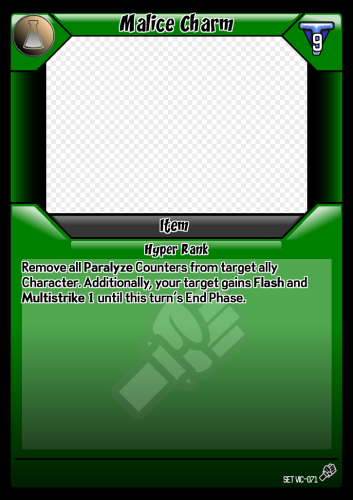 Malice Charm
9
Item
Hyper Rank
Remove all Paralyze Counters from target ally
Character. Additionally, your target gains Flash and
Multistrike 1 until this turn's End Phase.
SET VIC-071